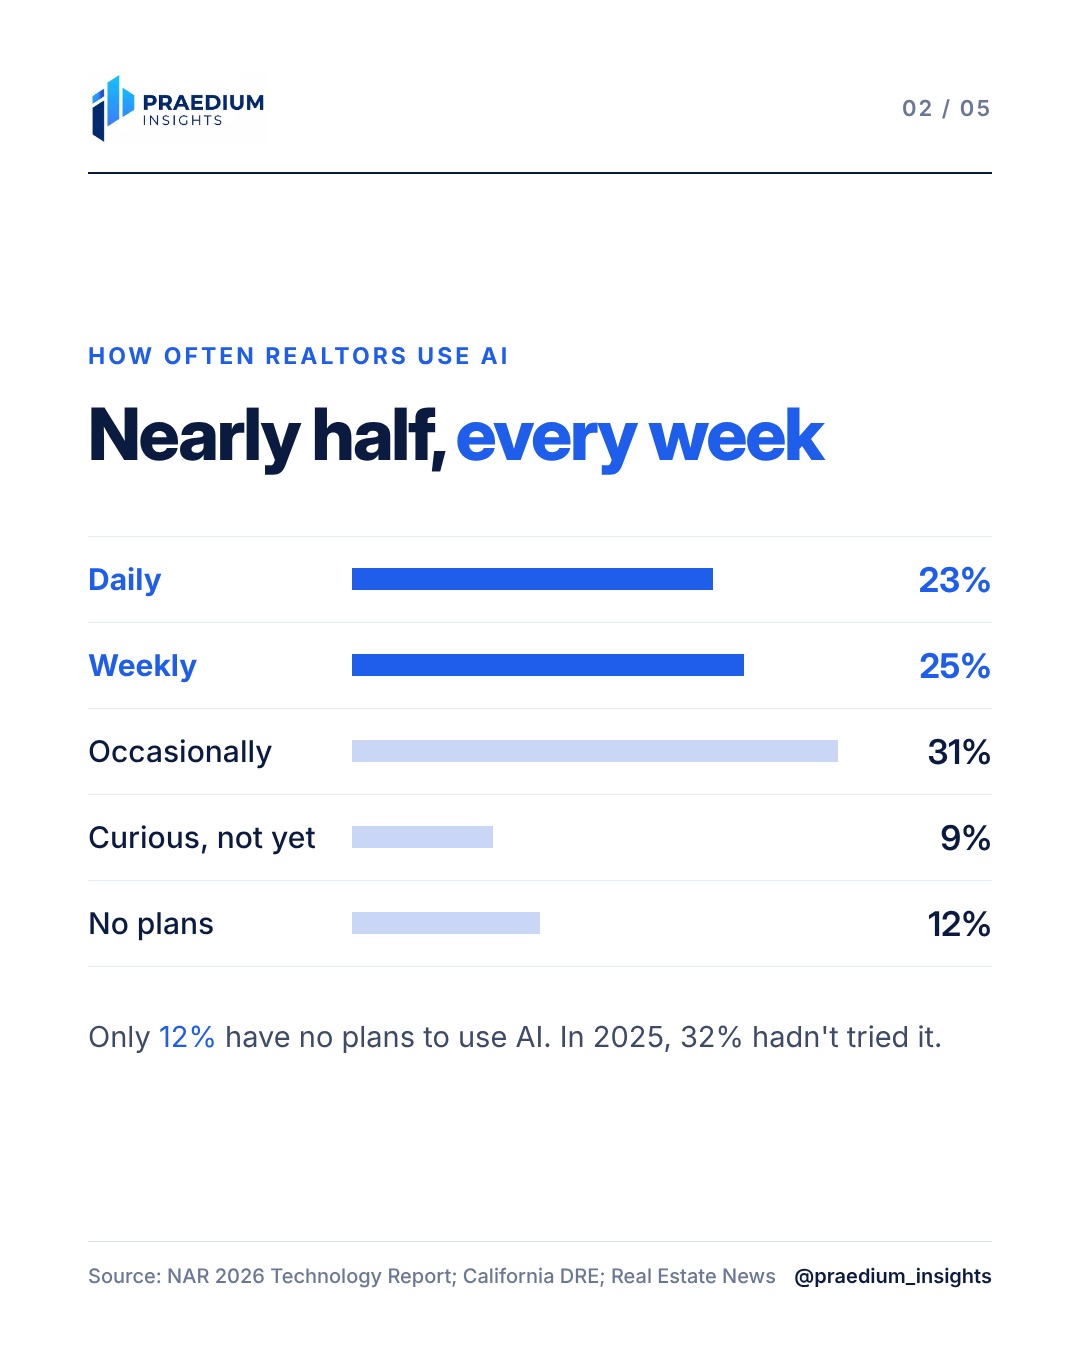 PRAEDIUM
INSIGHTS
02 / 05
HOW OFTEN REALTORS USE AI
Nearly half, every week
Daily 23%
Weekly 25%
Occasionally 31%
Curious, not yet 9%
No plans 12%
Only 12% have no plans to use AI. In 2025, 32% hadn't tried it.
Source: NAR 2026 Technology Report; California DRE; Real Estate News @praedium_insights